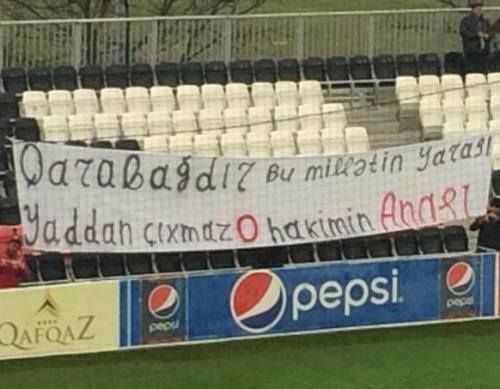 Qarabağdır Bu millətin yarası
Yaddan çıxmaz O hakimin Anası
QAFQAZ
pepsi
pepsi
pepsi